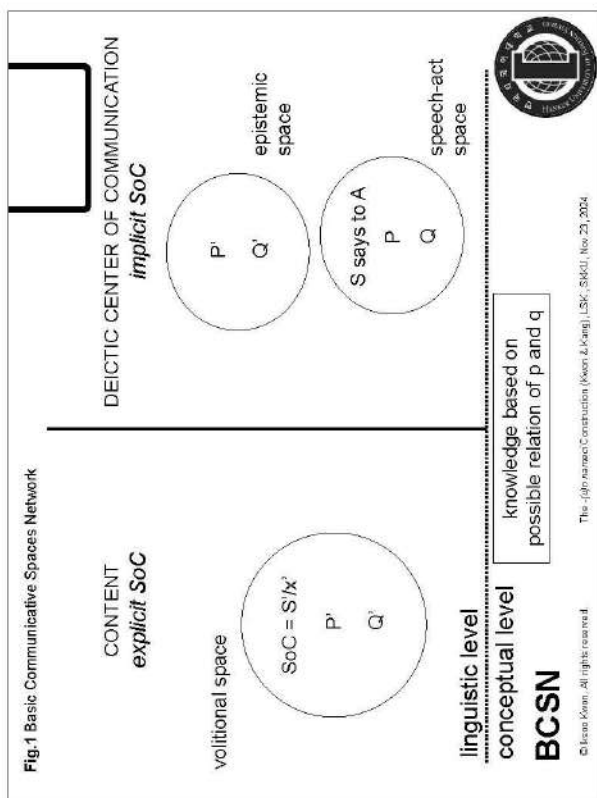 Fig.1 Basic Communicative Spaces Network
CONTENT
explicit SoC
volitional space
SoC = S'/x'
P'
Q'
DEICTIC CENTER OF COMMUNICATION
implicit SoC
P'
Q'
epistemic
space
S says to A
P
Q
speech-act
space
linguistic level
conceptual level
BCSN
knowledge based on
possible relation of p and q
All rights reserved.
Construction (Kwon & Kang), LSK, SKKU, Nov 23, 2024